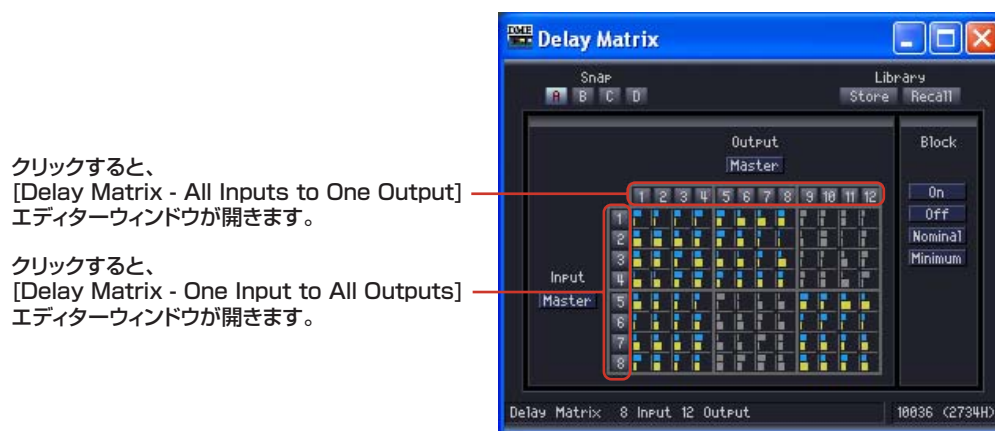 DME Delay Matrix
Snap
A B C D
Library
Store Recall
クリックすると、
[Delay Matrix - All Inputs to One Output]
エディターウィンドウが開きます。
クリックすると、
[Delay Matrix - One Input to All Outputs]
エディターウィンドウが開きます。
Output
Master
1 2 3 4 5 6 7 8 9 10 11 12
Input
Master
1
2
3
4
5
6
7
8
Block
On
Off
Nominal
Minimum
Delay Matrix 8 Input 12 Output
10036 (2734H)